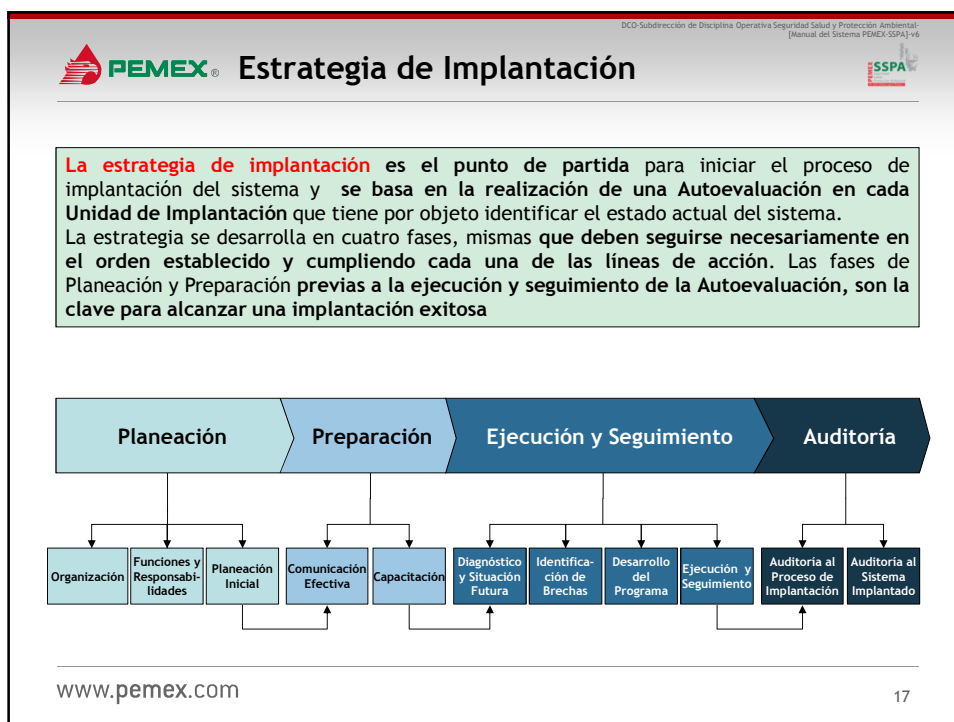 DCO-Subdirección de Disciplina Operativa Seguridad Salud y Protección Ambiental-
[Manual del Sistema PEMEX-SSPA]-v6
PEMEX® Estrategia de Implantación
SSPA
PEMEX
La estrategia de implantación es el punto de partida para iniciar el proceso de
implantación del sistema y se basa en la realización de una Autoevaluación en cada
Unidad de Implantación que tiene por objeto identificar el estado actual del sistema.
La estrategia se desarrolla en cuatro fases, mismas que deben seguirse necesariamente en
el orden establecido y cumpliendo cada una de las líneas de acción. Las fases de
Planeación y Preparación previas a la ejecución y seguimiento de la Autoevaluación, son la
clave para alcanzar una implantación exitosa
Planeación
Preparación
Ejecución y Seguimiento
Auditoría
Organización
Funciones y
Responsabi-
lidades
Planeación
Inicial
Comunicación
Efectiva
Capacitación
Diagnóstico
y Situación
Futura
Identifica-
ción de
Brechas
Desarrollo
del
Programa
Ejecución y
Seguimiento
Auditoría al
Proceso de
Implantación
Auditoría al
Sistema
Implantado
www.pemex.com
17